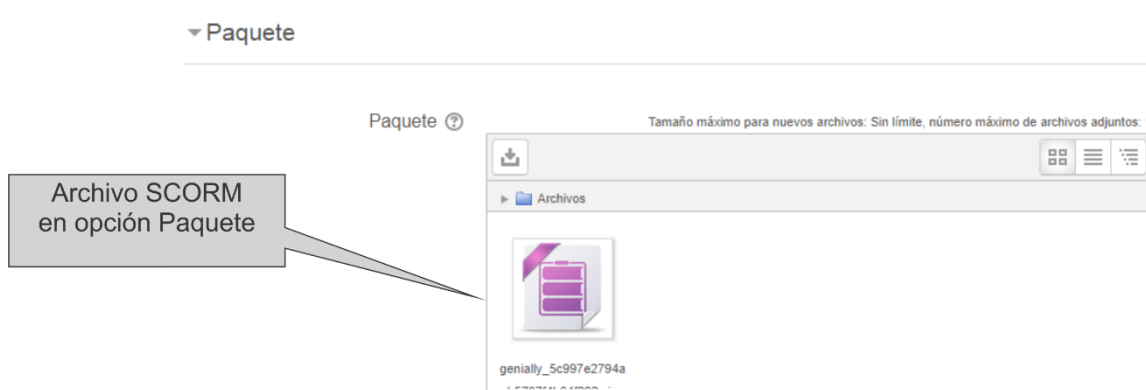 Paquete
Paquete
Tamaño máximo para nuevos archivos: Sin límite, número máximo de archivos adjuntos:
Archivos
Archivo SCORM
en opción Paquete
genially_5c997e2794a